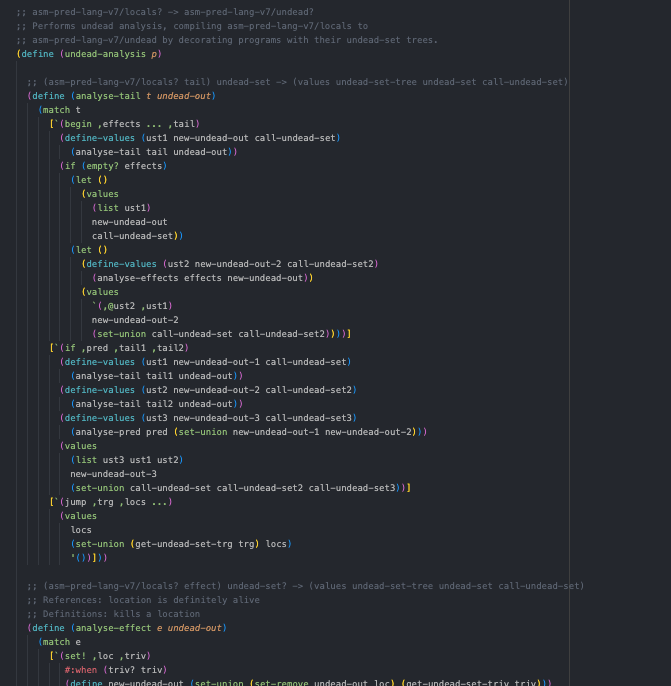 ;; asm-pred-lang-v7/locals? -> asm-pred-lang-v7/undead?
;; Performs undead analysis, compiling asm-pred-lang-v7/locals to
;; asm-pred-lang-v7/undead by decorating programs with their undead-set trees.
(define (undead-analysis p)
;; (asm-pred-lang-v7/locals? tail) undead-set -> (values undead-set-tree undead-set call-undead-set)
(define (analyse-tail t undead-out)
(match t
[`(begin ,effects ... ,tail)
(define-values (ust1 new-undead-out call-undead-set)
(analyse-tail tail undead-out))
(if (empty? effects)
(let ()
(values
(list ust1)
new-undead-out
call-undead-set))
(let ()
(define-values (ust2 new-undead-out-2 call-undead-set2)
(analyse-effects effects new-undead-out))
(values
`(,@ust2 ,ust1)
new-undead-out-2
(set-union call-undead-set call-undead-set2))))]
[`(if ,pred ,tail1 ,tail2)
(define-values (ust1 new-undead-out-1 call-undead-set)
(analyse-tail tail1 undead-out))
(define-values (ust2 new-undead-out-2 call-undead-set2)
(analyse-tail tail2 undead-out))
(define-values (ust3 new-undead-out-3 call-undead-set3)
(analyse-pred pred (set-union new-undead-out-1 new-undead-out-2)))
(values
(list ust3 ust1 ust2)
new-undead-out-3
(set-union call-undead-set call-undead-set2 call-undead-set3))]
[`(jump ,trg ,locs ...)
(values
locs
(set-union (get-undead-set-trg trg) locs)
'())]))
;; (asm-pred-lang-v7/locals? effect) undead-set? -> (values undead-set-tree undead-set call-undead-set)
;; References: location is definitely alive
;; Definitions: kills a location
(define (analyse-effect e undead-out)
(match e
[`(set! ,loc ,triv)
#:when (triv? triv)
(define new-undead-out (set-union (set-remove undead-out loc) (get-undead-set-triv triv)))